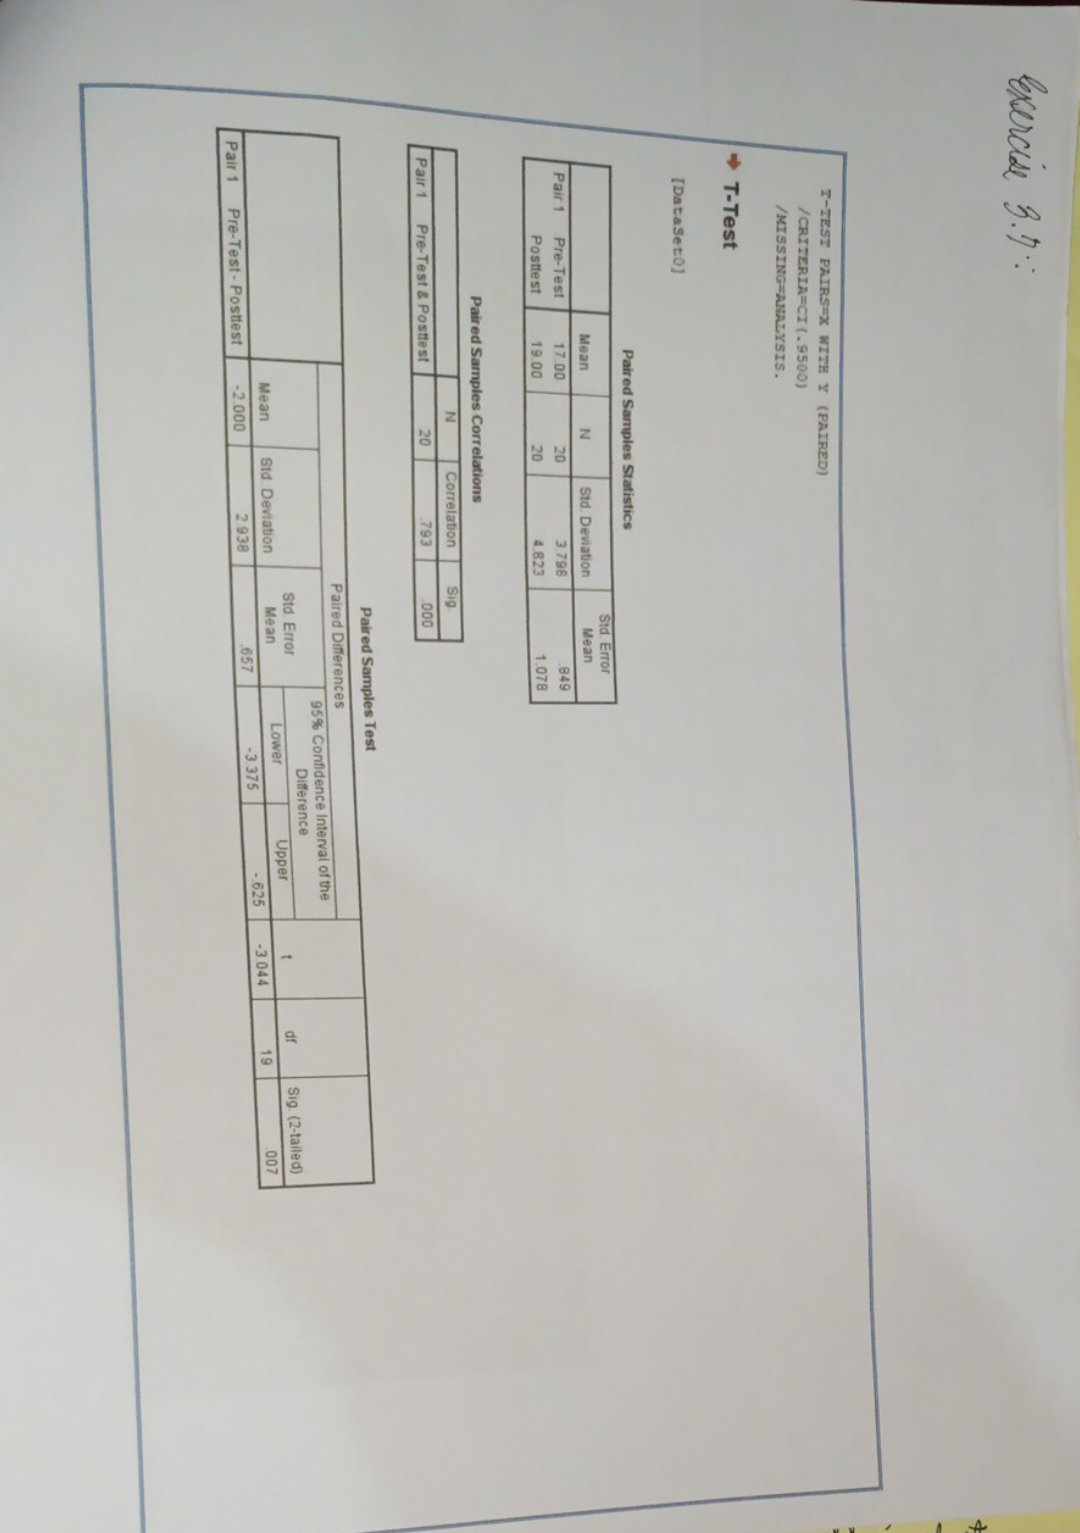 Exercise 3.7:
T-TEST PAIRS=X WITH Y (PAIRED)
/CRITERIA=CI(.9500)
/MISSING=ANALYSIS.
T-Test
[DataSet0]
Paired Samples Statistics
Mean N Std. Deviation Std. Error Mean
Pair 1 Pre-Test 17.00 20 3.798 .849
Posttest 19.00 20 4.823 1.078
Paired Samples Correlations
N Correlation Sig.
Pair 1 Pre-Test & Posttest 20 .793 .000
Paired Samples Test
Paired Differences
95% Confidence Interval of the Difference
Mean Std. Deviation Std. Error Mean Lower Upper t df Sig. (2-tailed)
Pair 1 Pre-Test - Posttest -2.000 2.938 .657 -3.375 -.625 -3.044 19 .007